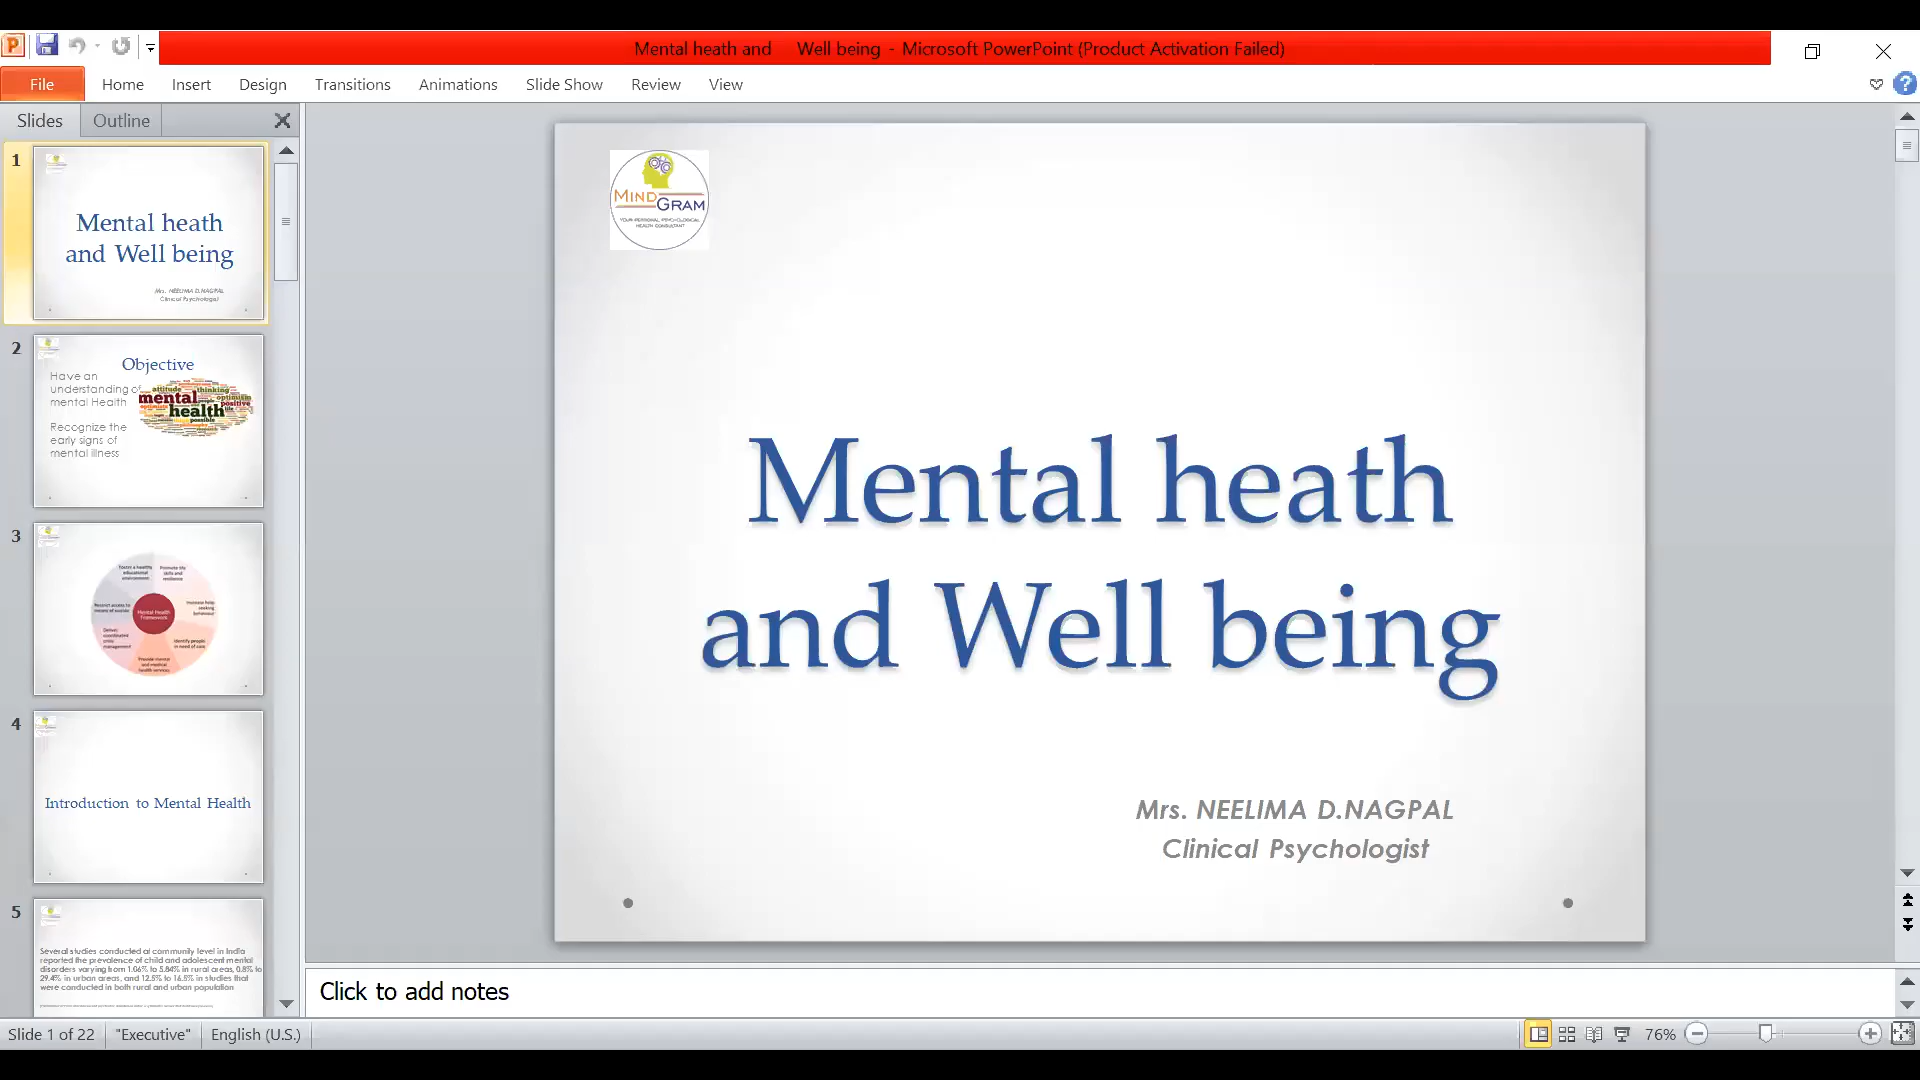 Mental heath and Well being - Microsoft PowerPoint (Product Activation Failed)
File Home Insert Design Transitions Animations Slide Show Review View
Slides Outline
1
Mental heath
and Well being
Mrs. NEELIMA D.NAGPAL
Clinical Psychologist
2
Objective
Have an
understanding of
mental Health
Recognize the
early signs of
mental illness
attitude thinking
mental optimism
positive
health life
possible
3
Foster a healthy
educational
environment
Promote life
skills and
resilience
Restrict access to
means of suicide
Mental Health
Framework
Increase help
seeking
behaviour
Deliver
coordinated
crisis
management
Identify people
in need of care
Provide mental
and medical
health services
4
Introduction to Mental Health
5
Several studies conducted at community level in India
reported the prevalence of child and adolescent mental
disorders varying from 1.06% to 5.84% in rural areas, 0.8% to
29.4% in urban areas, and 12.5% to 16.5% in studies that
were conducted in both rural and urban population
MIND
GRAM
YOUR PERSONAL PSYCHOLOGICAL
HEALTH CONSULTANT
Mental heath
and Well being
Mrs. NEELIMA D.NAGPAL
Clinical Psychologist
Click to add notes
Slide 1 of 22 "Executive" English (U.S.) 76%